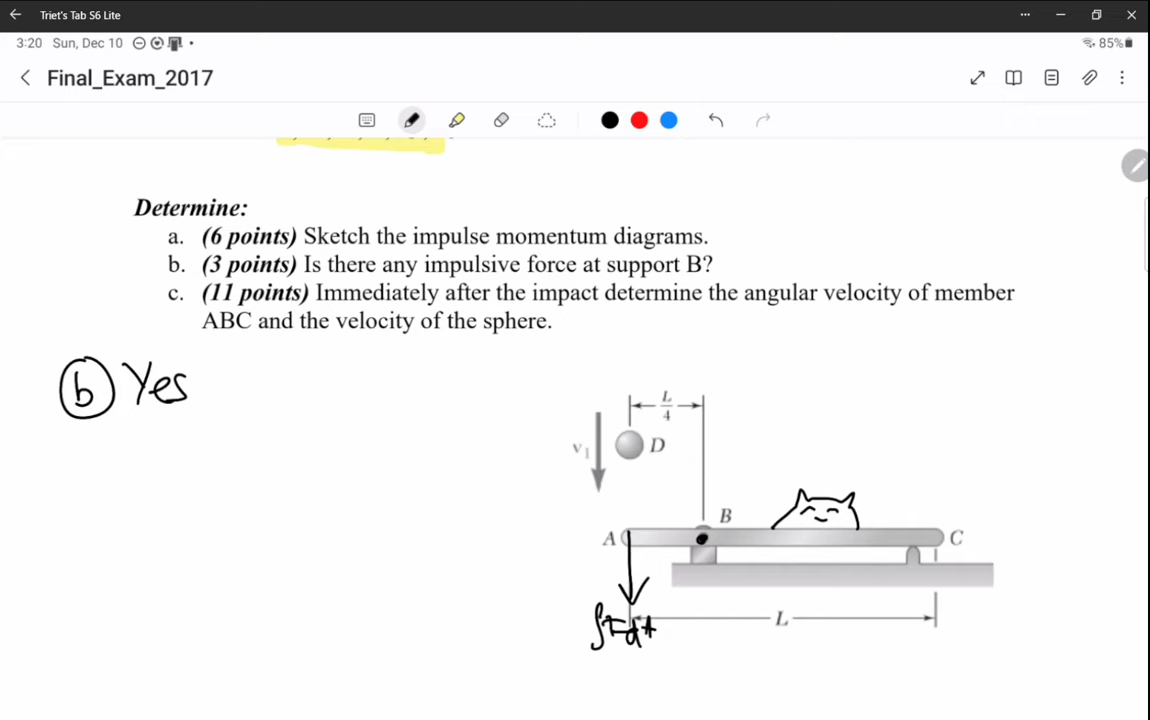 Triet's Tab S6 Lite
3:20 Sun, Dec 10
85%
Final_Exam_2017
Determine:
a. (6 points) Sketch the impulse momentum diagrams.
b. (3 points) Is there any impulsive force at support B?
c. (11 points) Immediately after the impact determine the angular velocity of member
ABC and the velocity of the sphere.
b Yes
L
4
v1
D
B
A
C
∫Fdt
L